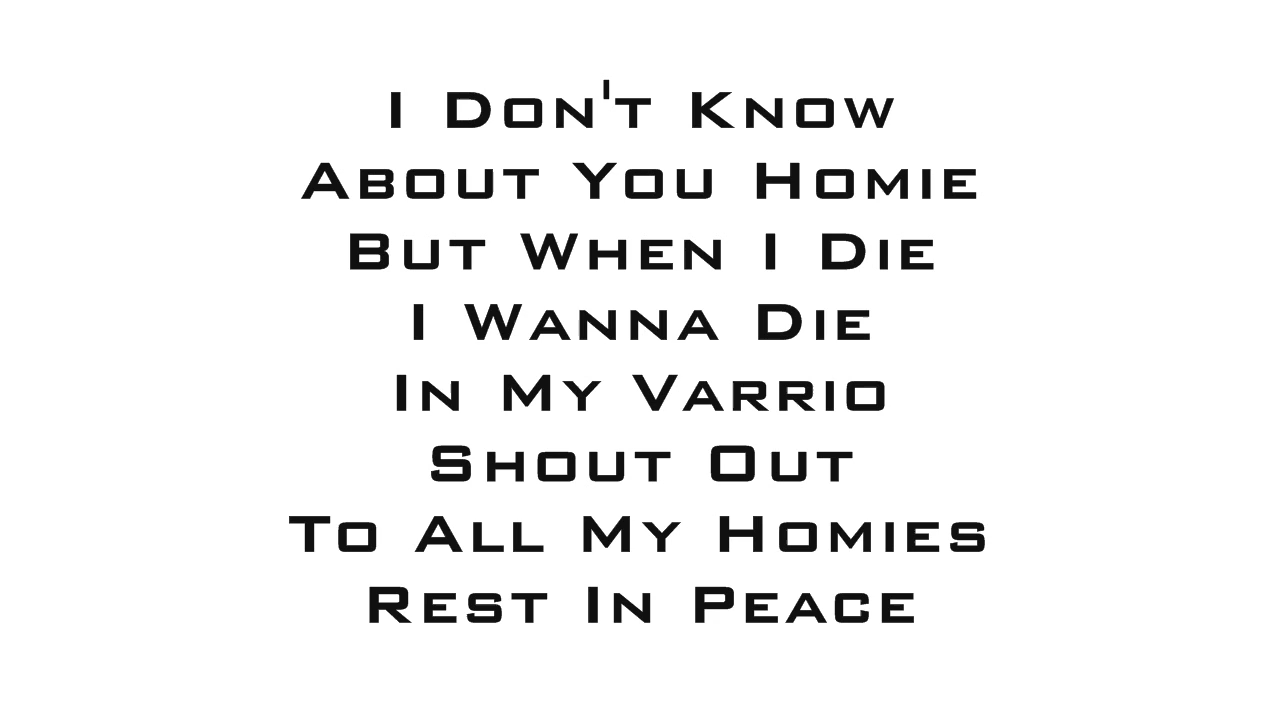 I Don't Know
About You Homie
But When I Die
I Wanna Die
In My Varrio
Shout Out
To All My Homies
Rest In Peace